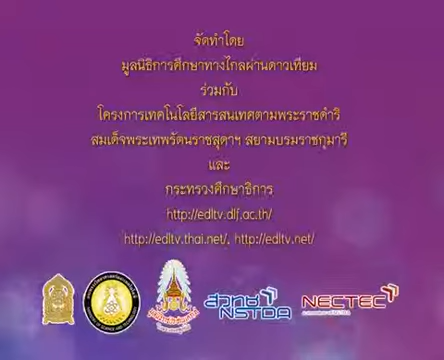 จัดทำโดย
มูลนิธิการศึกษาทางไกลผ่านดาวเทียม
ร่วมกับ
โครงการเทคโนโลยีสารสนเทศตามพระราชดำริ
สมเด็จพระเทพรัตนราชสุดาฯ สยามบรมราชกุมารี
และ
กระทรวงศึกษาธิการ
http://edltv.dlf.ac.th/
http://edltv.thai.net/, http://edltv.net/
สวทช
NSTDA
NECTEC